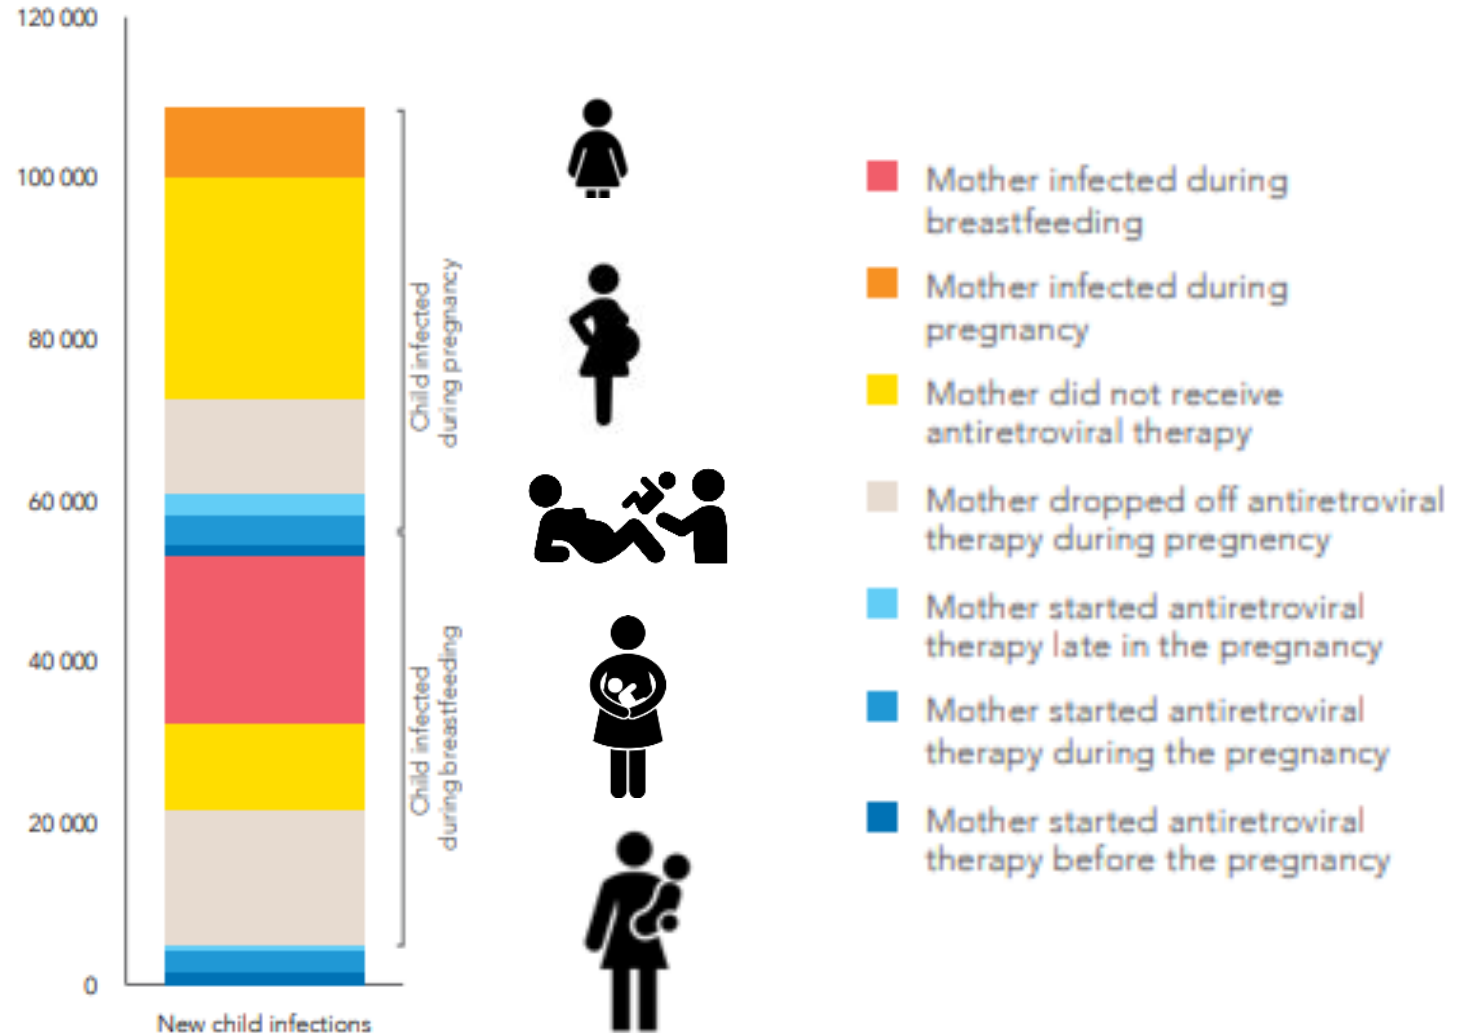 120 000
100 000
80 000
60 000
40 000
20 000
0
New child infections
Child infected
during pregnancy
Child infected
during breastfeeding
Mother infected during
breastfeeding
Mother infected during
pregnancy
Mother did not receive
antiretroviral therapy
Mother dropped off antiretroviral
therapy during pregnency
Mother started antiretroviral
therapy late in the pregnancy
Mother started antiretroviral
therapy during the pregnancy
Mother started antiretroviral
therapy before the pregnancy